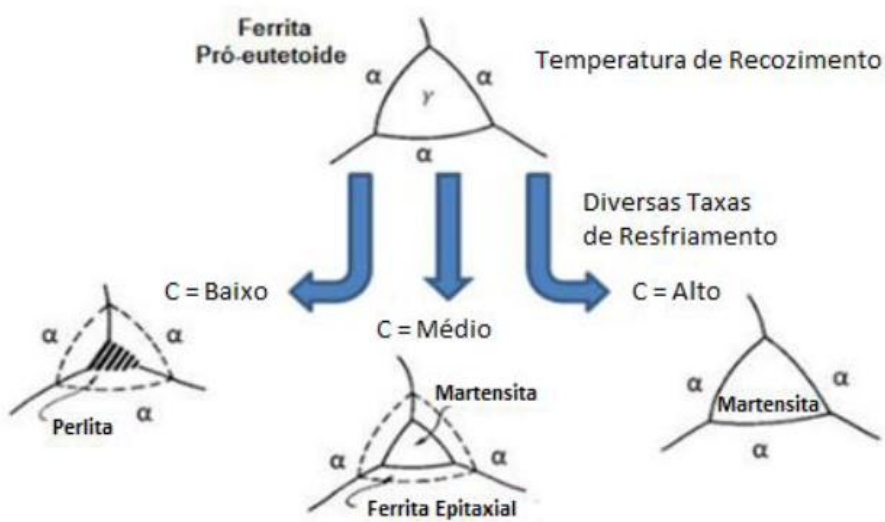 Ferrita
Pró-eutetoide
Temperatura de Recozimento
α
α
γ
α
Diversas Taxas
de Resfriamento
C = Baixo
C = Médio
C = Alto
α
α
Perlita
α
Martensita
α
α
Ferrita Epitaxial
α
α
Martensita
α